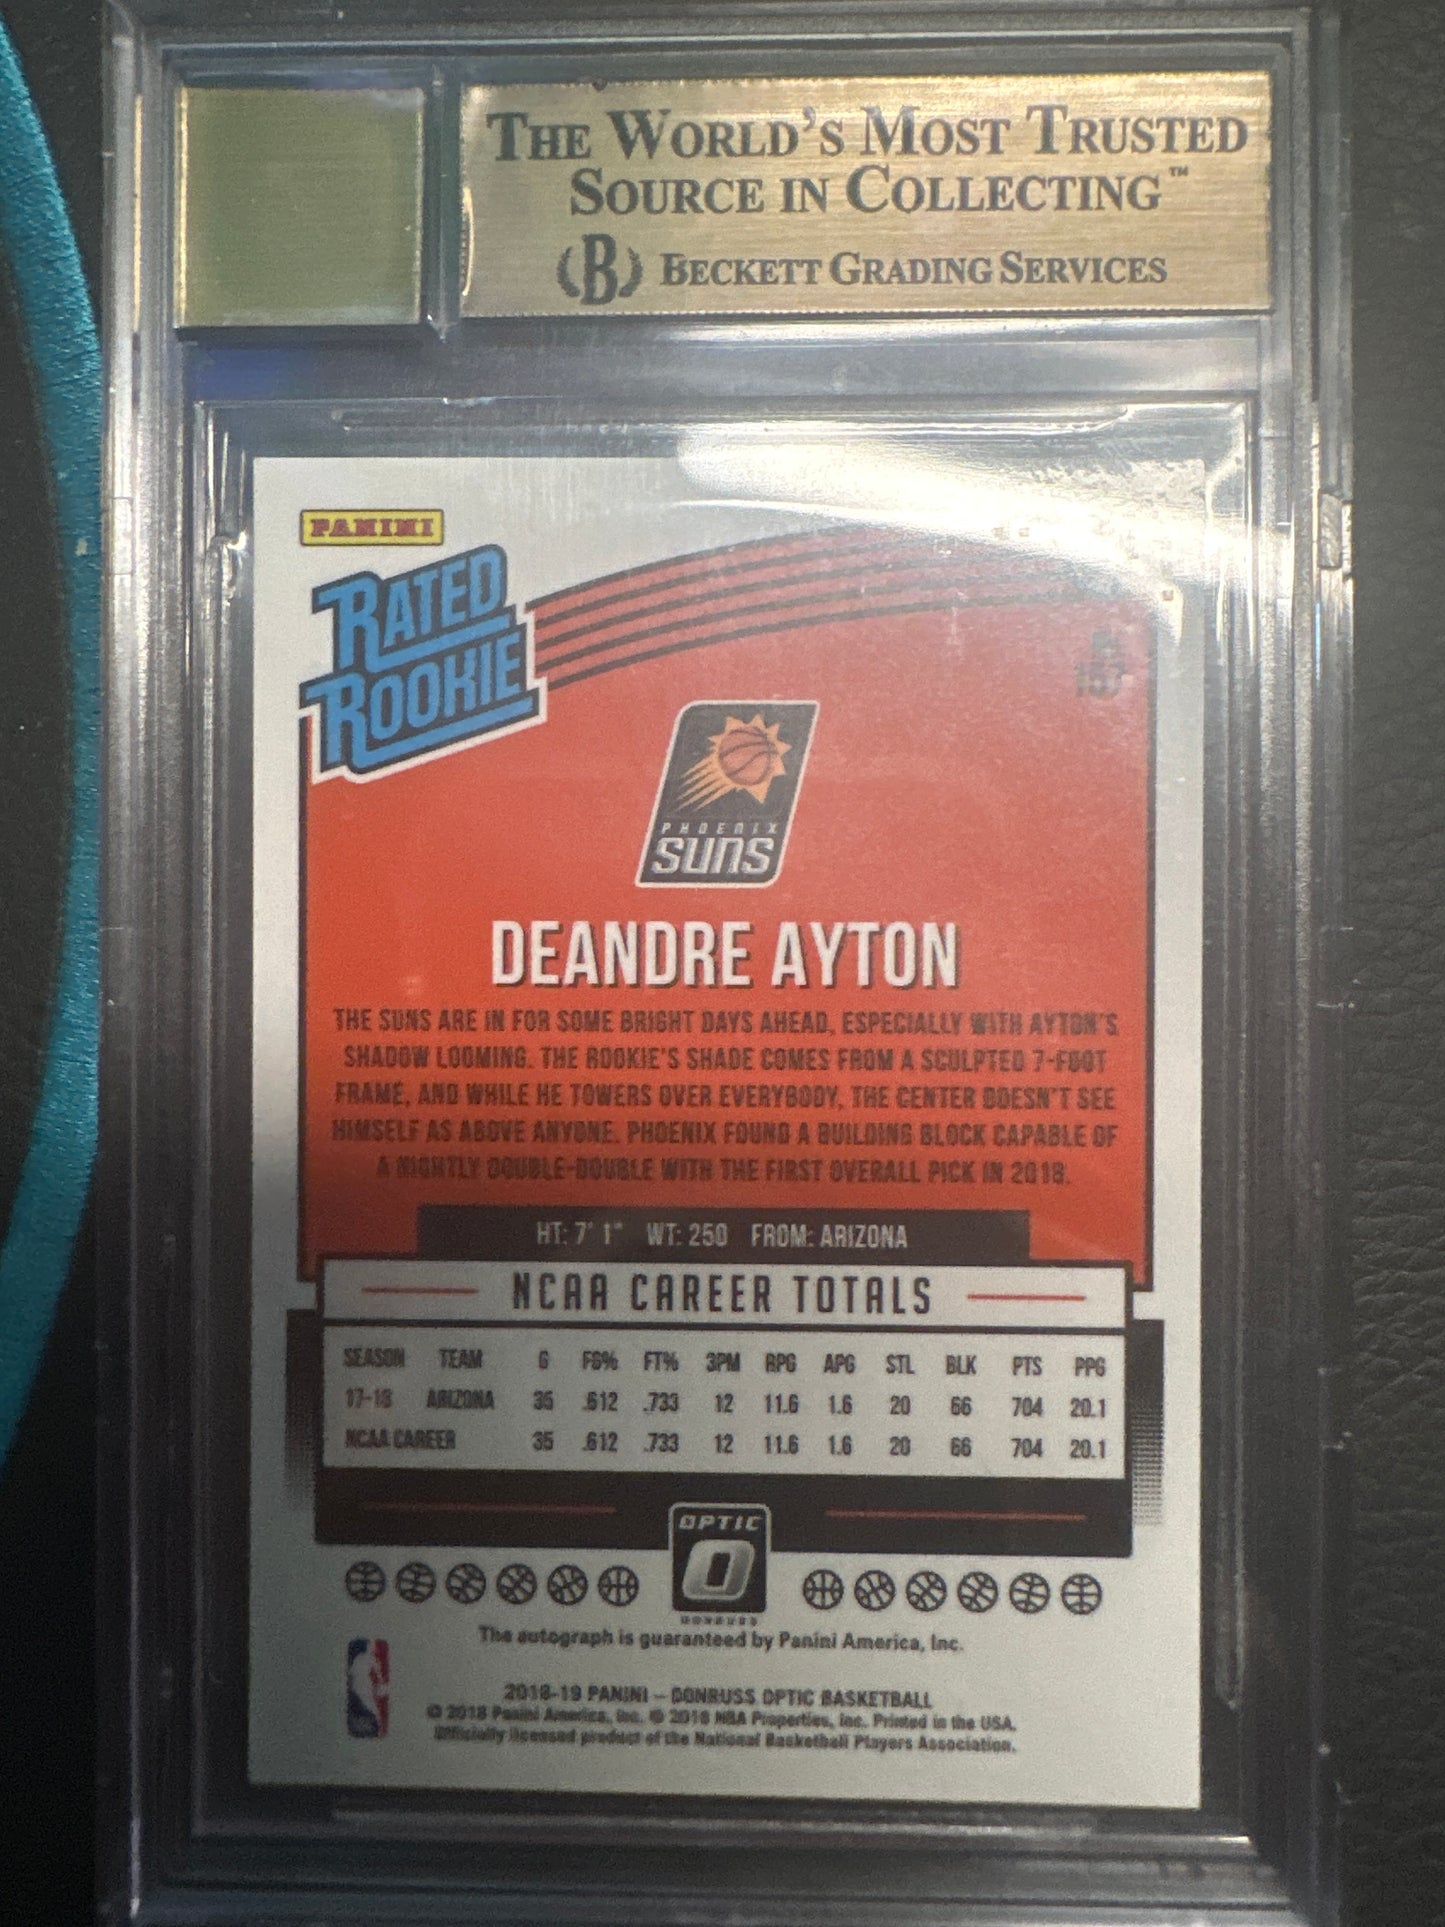 THE WORLD'S MOST TRUSTED
SOURCE IN COLLECTING™
B BECKETT GRADING SERVICES
PANINI
RATED
ROOKIE
157
PHOENIX
SUNS
DEANDRE AYTON
THE SUNS ARE IN FOR SOME BRIGHT DAYS AHEAD, ESPECIALLY WITH AYTON'S
SHADOW LOOMING. THE ROOKIE'S SHADE COMES FROM A SCULPTED 7-FOOT
FRAME, AND WHILE HE TOWERS OVER EVERYBODY, THE CENTER DOESN'T SEE
HIMSELF AS ABOVE ANYONE. PHOENIX FOUND A BUILDING BLOCK CAPABLE OF
A NIGHTLY DOUBLE-DOUBLE WITH THE FIRST OVERALL PICK IN 2018.
HT: 7' 1" WT: 250 FROM: ARIZONA
NCAA CAREER TOTALS
SEASON TEAM G FG% FT% 3PM RPG APG STL BLK PTS PPG
17-18 ARIZONA 35 .612 .733 12 11.6 1.6 20 66 704 20.1
NCAA CAREER 35 .612 .733 12 11.6 1.6 20 66 704 20.1
OPTIC
O
DONRUSS
The autograph is guaranteed by Panini America, Inc.
2018-19 PANINI – DONRUSS OPTIC BASKETBALL
© 2018 Panini America, Inc. © 2018 NBA Properties, Inc. Printed in the USA.
Officially licensed product of the National Basketball Players Association.